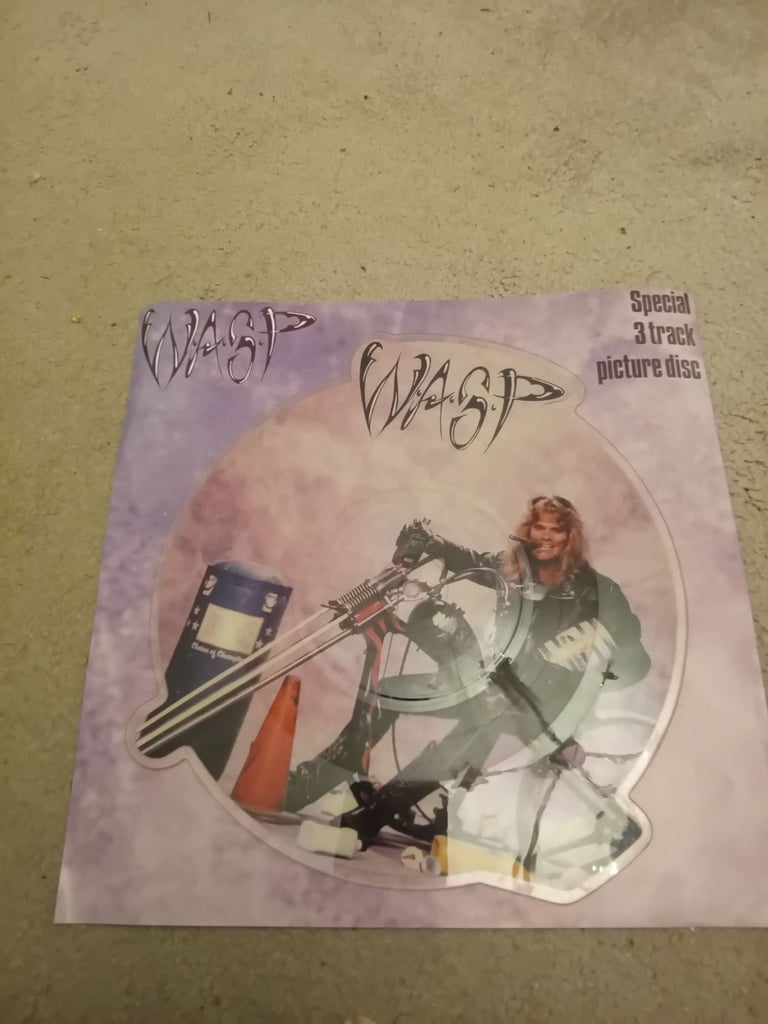 W.A.S.P
Special
3 track
picture disc
W.A.S.P